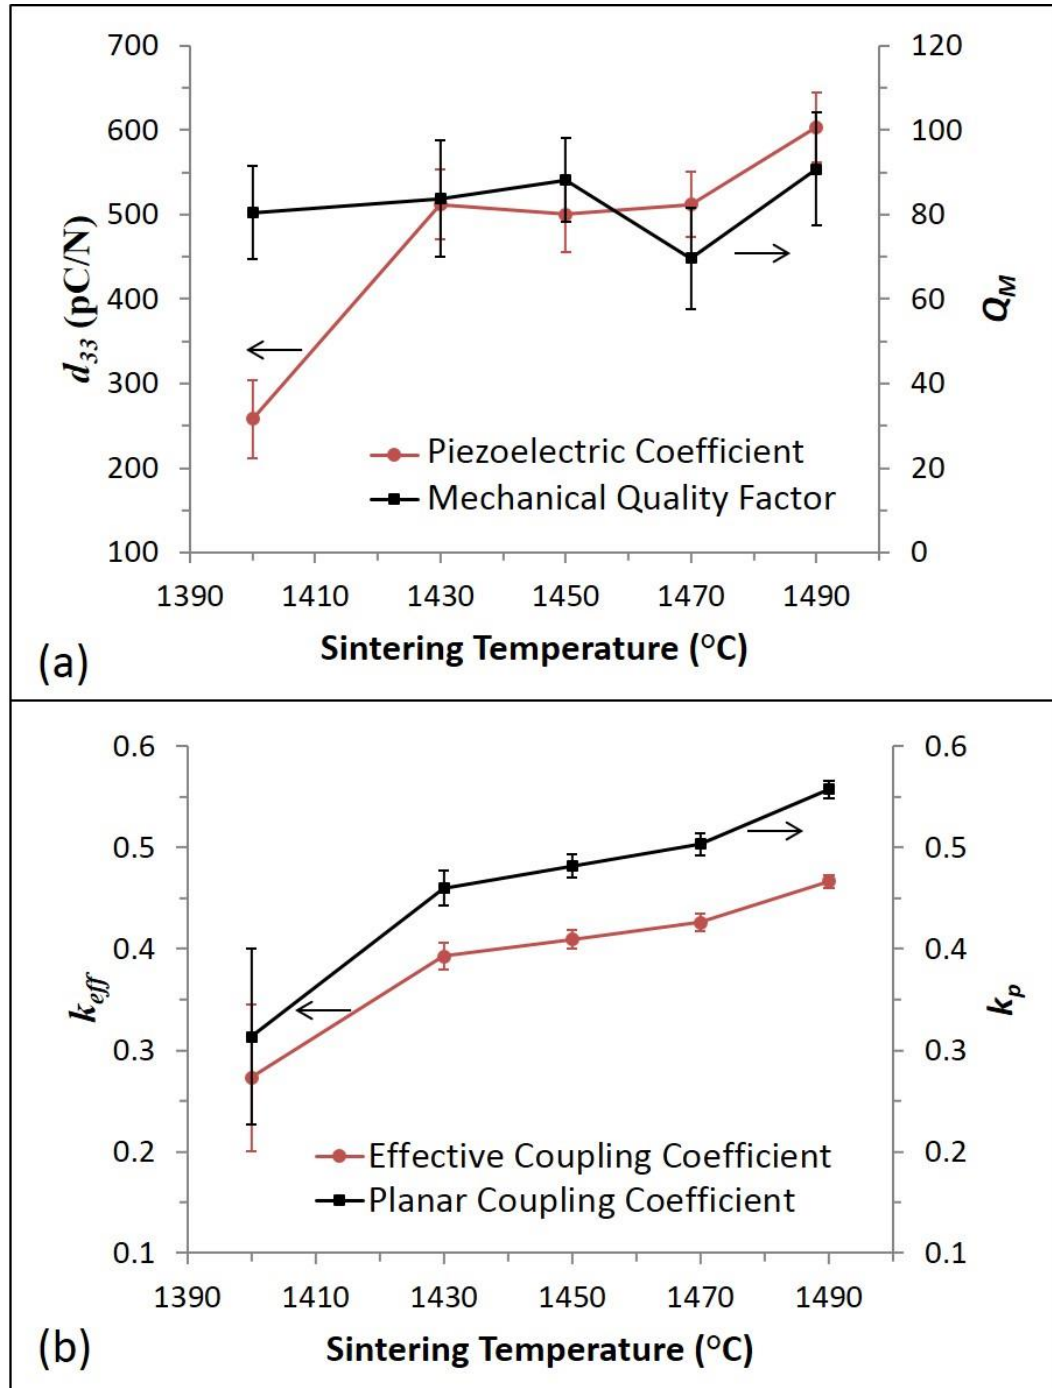 700
600
500
400
300
200
100
d33 (pC/N)
120
100
80
60
40
20
0
QM
Piezoelectric Coefficient
Mechanical Quality Factor
1390 1410 1430 1450 1470 1490
Sintering Temperature (°C)
(a)
0.6
0.5
0.4
0.3
0.2
0.1
keff
0.6
0.5
0.4
0.3
0.2
0.1
kp
Effective Coupling Coefficient
Planar Coupling Coefficient
1390 1410 1430 1450 1470 1490
Sintering Temperature (°C)
(b)